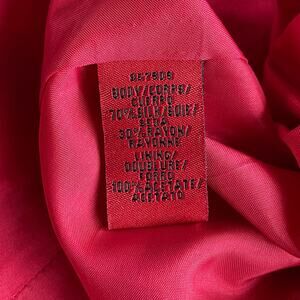 BODY/CORPS/
CUERPO
70% SILK/SOIE/
SEDA
30% RAYON/
RAYONNE
LINING/
DOUBLURE/
FORRO
100% ACETATE/
ACETATO